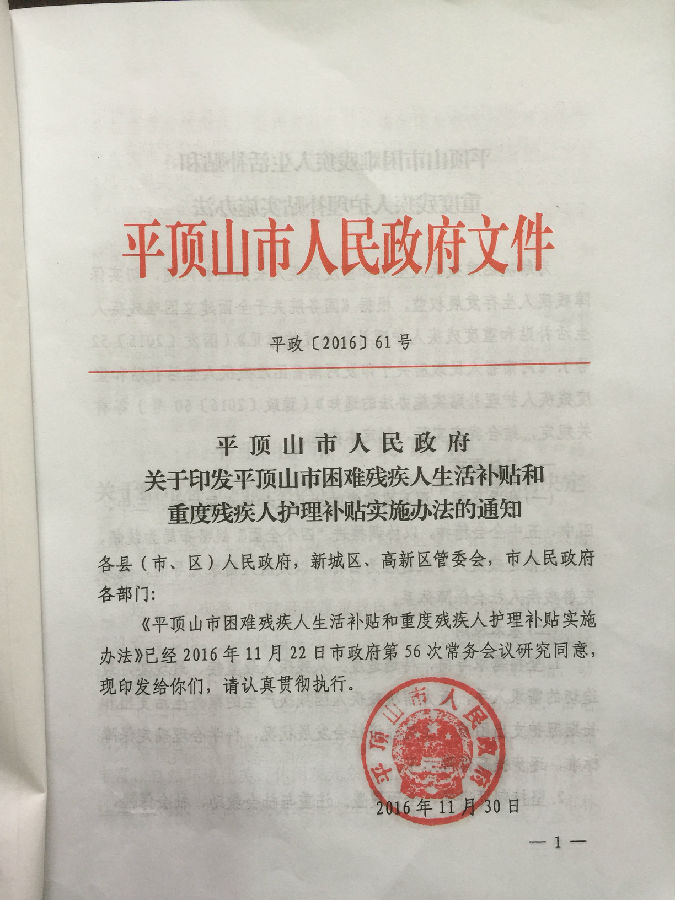 平顶山市人民政府文件
平政〔2016〕61号
平顶山市人民政府
关于印发平顶山市困难残疾人生活补贴和
重度残疾人护理补贴实施办法的通知
各县（市、区）人民政府，新城区、高新区管委会，市人民政府
各部门：
《平顶山市困难残疾人生活补贴和重度残疾人护理补贴实施
办法》已经2016年11月22日市政府第56次常务会议研究同意，
现印发给你们，请认真贯彻执行。
平顶山市人民政府
2016年11月30日
— 1 —